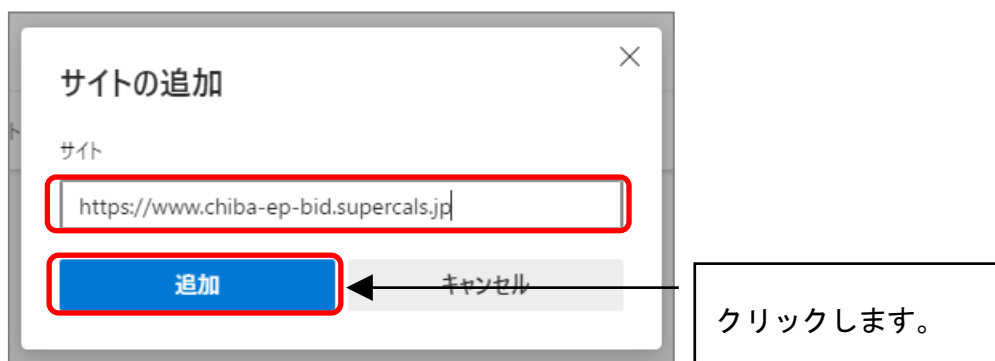 サイトの追加
サイト
https://www.chiba-ep-bid.supercals.jp
追加
キャンセル
クリックします。